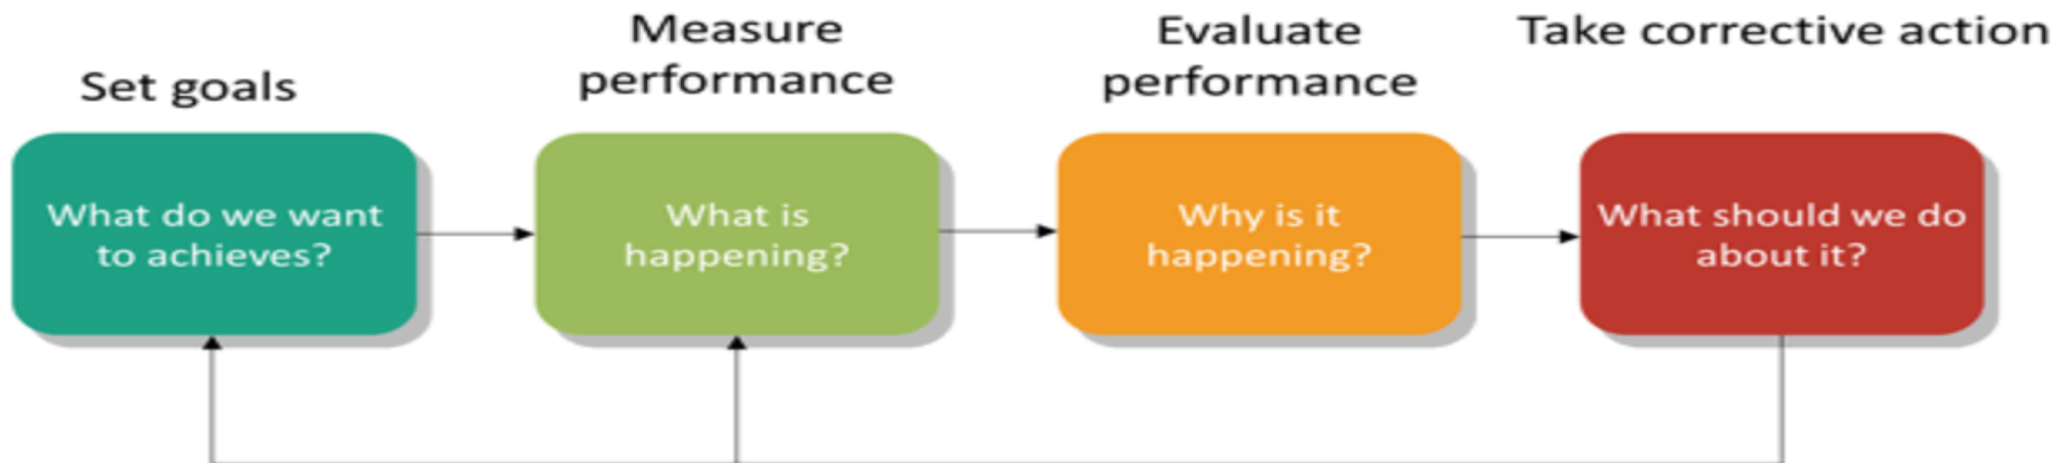 Set goals
Measure
performance
Evaluate
performance
Take corrective action
What do we want
to achieves?
What is
happening?
Why is it
happening?
What should we do
about it?